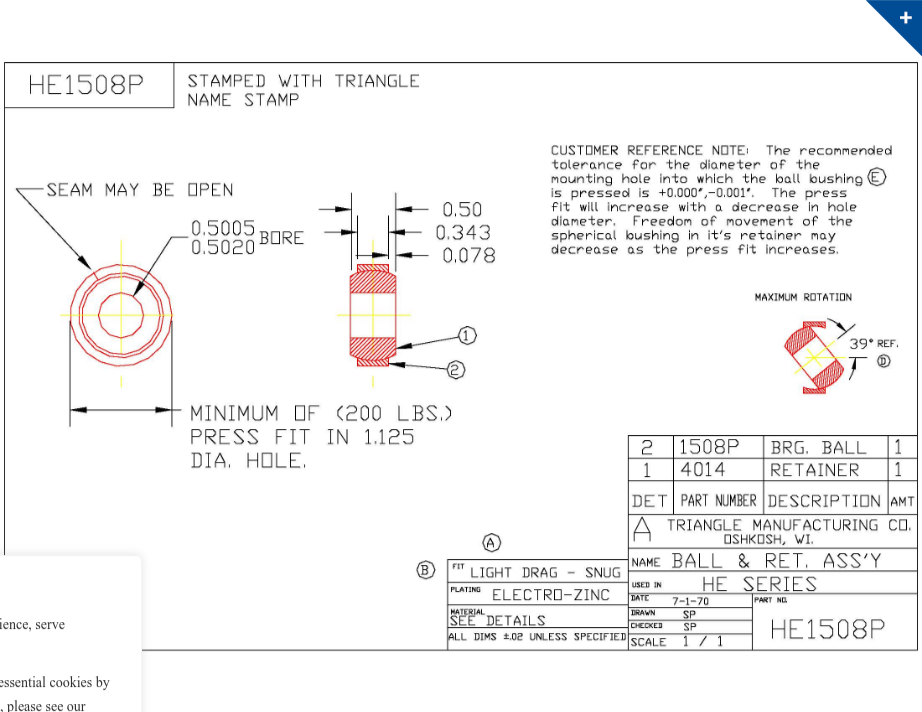 HE1508P
STAMPED WITH TRIANGLE
NAME STAMP
CUSTOMER REFERENCE NOTE: The recommended
tolerance for the diameter of the
mounting hole into which the ball bushing
is pressed is +0.000",-0.001". The press
fit will increase with a decrease in hole
diameter. Freedom of movement of the
spherical bushing in it's retainer may
decrease as the press fit increases.
E
SEAM MAY BE OPEN
0.5005
0.5020
BORE
0.50
0.343
0.078
1
2
MAXIMUM ROTATION
39° REF.
D
MINIMUM OF (200 LBS.)
PRESS FIT IN 1.125
DIA. HOLE.
2 1508P BRG. BALL 1
1 4014 RETAINER 1
DET PART NUMBER DESCRIPTION AMT
A TRIANGLE MANUFACTURING CO.
OSHKOSH, WI.
NAME BALL & RET. ASS'Y
USED IN HE SERIES
DATE 7-1-70
DRAWN SP
CHECKED SP
SCALE 1 / 1
PART NO.
HE1508P
A
B
FIT LIGHT DRAG - SNUG
PLATING ELECTRO-ZINC
MATERIAL
SEE DETAILS
ALL DIMS ±.02 UNLESS SPECIFIED
ience, serve
essential cookies by
, please see our